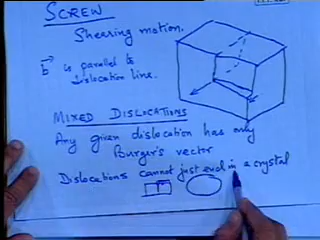 SCREW
Shearing motion.
b is parallel to
dislocation line.
MIXED DISLOCATIONS
Any given dislocation has only
Burger's vector
Dislocations cannot just end in a crystal